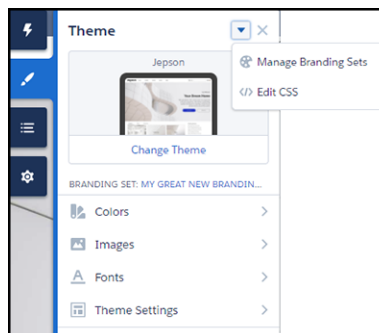 Theme
Jepson
Manage Branding Sets
</> Edit CSS
Change Theme
BRANDING SET: MY GREAT NEW BRANDIN...
Colors
Images
Fonts
Theme Settings